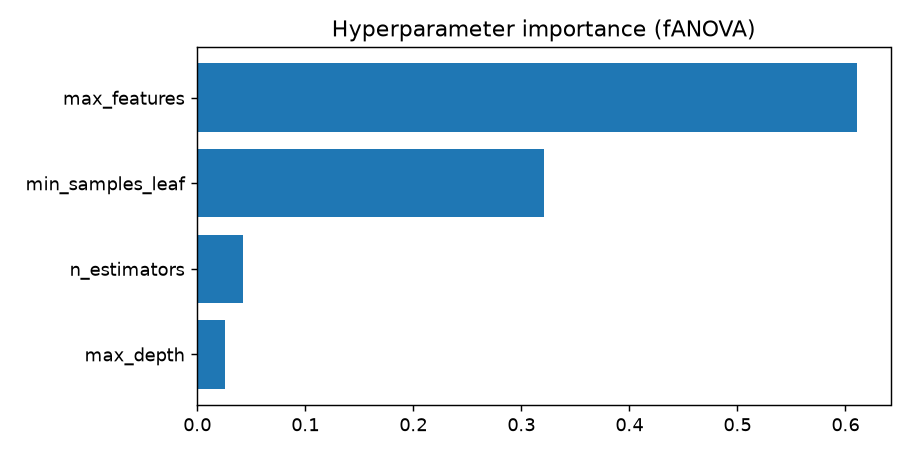 Hyperparameter importance (fANOVA)
max_features
min_samples_leaf
n_estimators
max_depth
0.0 0.1 0.2 0.3 0.4 0.5 0.6